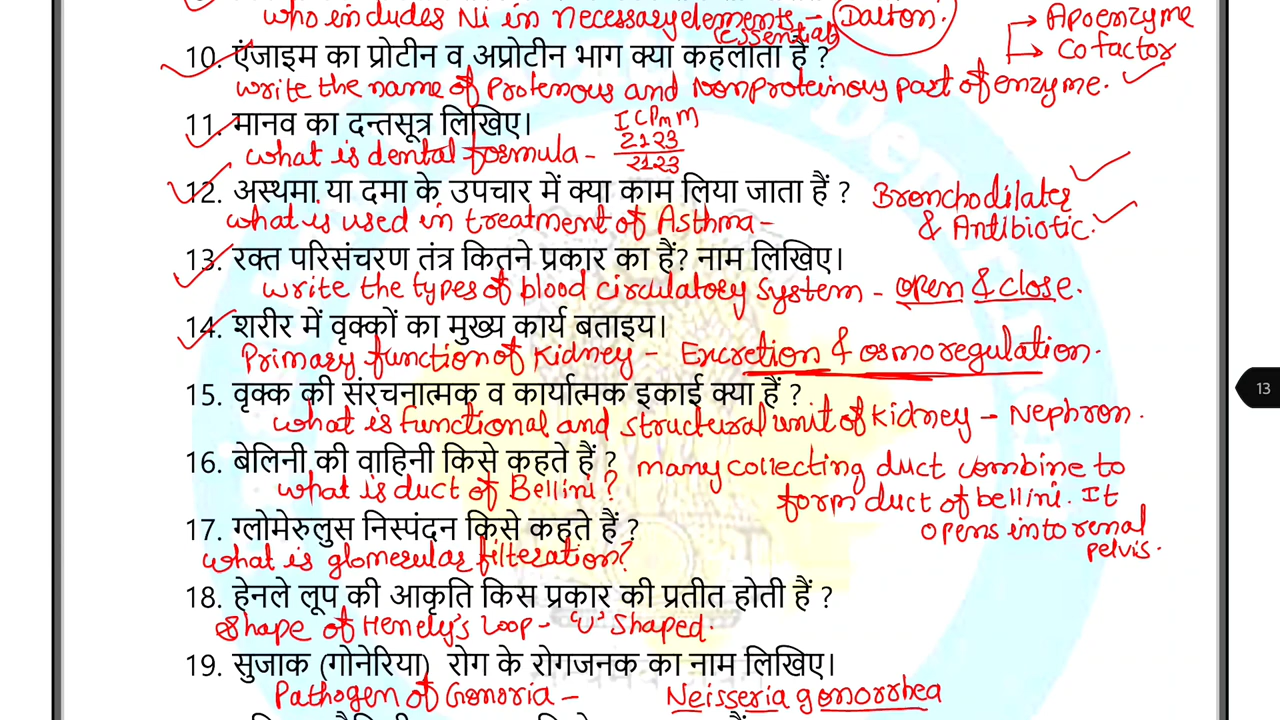 who includes Ni in necessary elements - Dalton.
(essential)
→ Apoenzyme
→ Cofactor
10. एंजाइम का प्रोटीन व अप्रोटीन भाग क्या कहलाता हैं ?
write the name of protenous and nonproteinous part of enzyme.
11. मानव का दन्तसूत्र लिखिए।
I C Pm M
what is dental formula - 2123
2123
12. अस्थमा या दमा के उपचार में क्या काम लिया जाता हैं ? Bronchodilater
what is used in treatment of Asthma - & Antibiotic.
13. रक्त परिसंचरण तंत्र कितने प्रकार का हैं? नाम लिखिए।
write the types of blood circulatory system - open & close.
14. शरीर में वृक्कों का मुख्य कार्य बताइय।
Primary function of Kidney - Excretion & osmoregulation.
15. वृक्क की संरचनात्मक व कार्यात्मक इकाई क्या हैं ?
what is functional and structural unit of kidney - Nephron.
16. बेलिनी की वाहिनी किसे कहते हैं ? many collecting duct combine to
what is duct of Bellini? form duct of bellini. It
opens into renal
pelvis.
17. ग्लोमेरुलुस निस्पंदन किसे कहते हैं ?
what is glomerular filteration?
18. हेनले लूप की आकृति किस प्रकार की प्रतीत होती हैं ?
Shape of Henely's Loop - 'U' Shaped.
19. सुजाक (गोनेरिया) रोग के रोगजनक का नाम लिखिए।
Pathogen of Gonoria - Neisseria gonorrhea
13